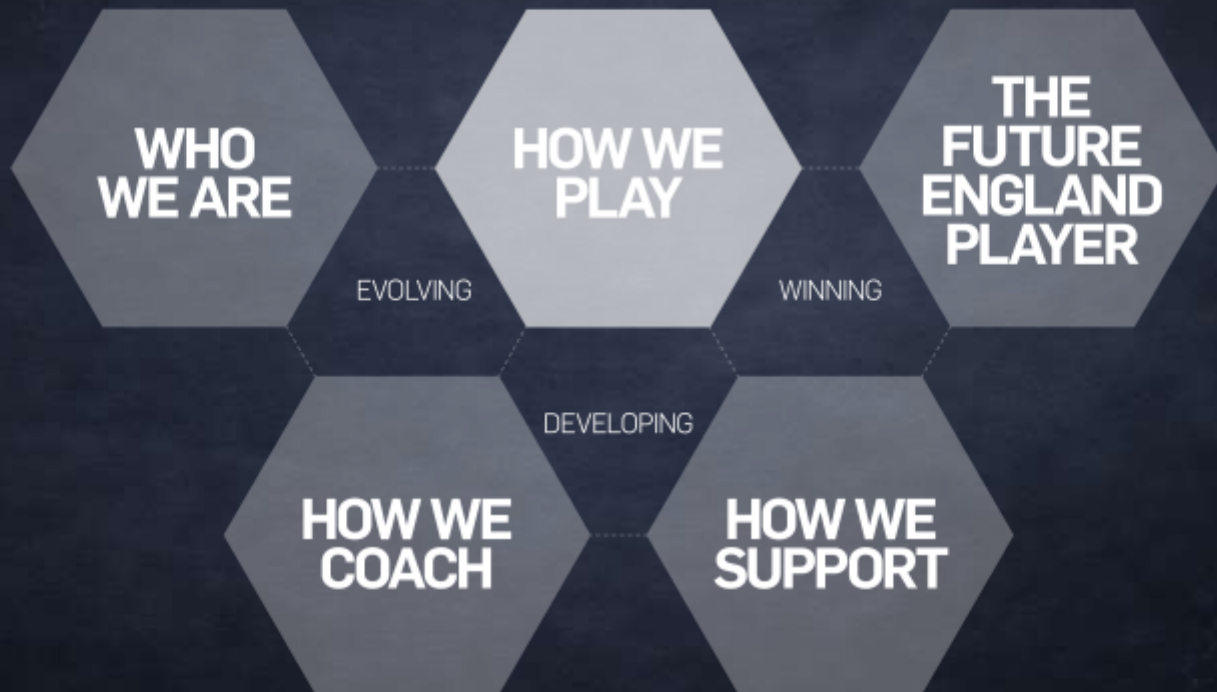 WHO
WE ARE
HOW WE
PLAY
THE
FUTURE
ENGLAND
PLAYER
EVOLVING
WINNING
DEVELOPING
HOW WE
COACH
HOW WE
SUPPORT